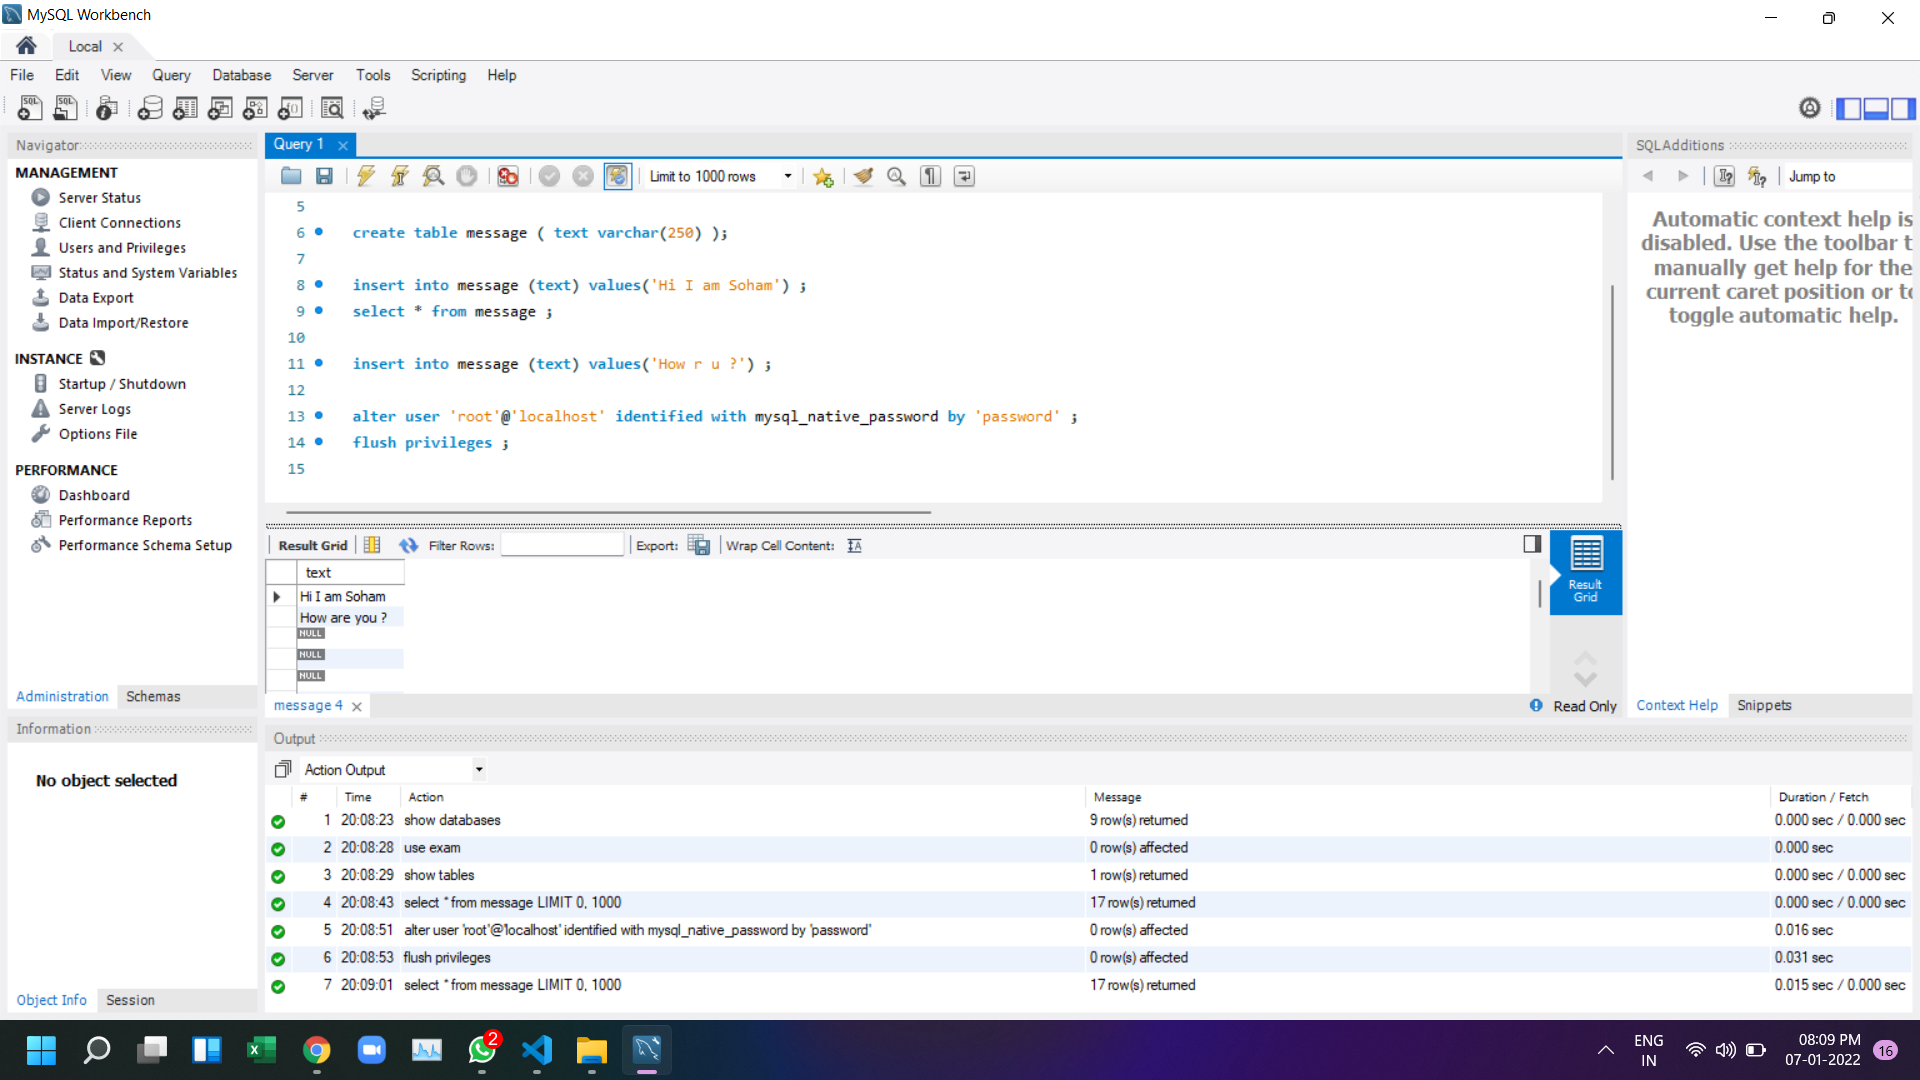 MySQL Workbench
Local
File Edit View Query Database Server Tools Scripting Help
Navigator
MANAGEMENT
Server Status
Client Connections
Users and Privileges
Status and System Variables
Data Export
Data Import/Restore
INSTANCE
Startup / Shutdown
Server Logs
Options File
PERFORMANCE
Dashboard
Performance Reports
Performance Schema Setup
Administration Schemas
Information
No object selected
Object Info Session
Query 1
Limit to 1000 rows
5
6 create table message ( text varchar(250) );
7
8 insert into message (text) values('Hi I am Soham') ;
9 select * from message ;
10
11 insert into message (text) values('How r u ?') ;
12
13 alter user 'root'@'localhost' identified with mysql_native_password by 'password' ;
14 flush privileges ;
15
Result Grid Filter Rows: Export: Wrap Cell Content:
text
Hi I am Soham
How are you ?
NULL
NULL
NULL
Result
Grid
message 4
Read Only
SQLAdditions
Jump to
Automatic context help is
disabled. Use the toolbar t
manually get help for the
current caret position or to
toggle automatic help.
Context Help Snippets
Output
Action Output
# Time Action Message Duration / Fetch
1 20:08:23 show databases 9 row(s) returned 0.000 sec / 0.000 sec
2 20:08:28 use exam 0 row(s) affected 0.000 sec
3 20:08:29 show tables 1 row(s) returned 0.000 sec / 0.000 sec
4 20:08:43 select * from message LIMIT 0, 1000 17 row(s) returned 0.000 sec / 0.000 sec
5 20:08:51 alter user 'root'@'localhost' identified with mysql_native_password by 'password' 0 row(s) affected 0.016 sec
6 20:08:53 flush privileges 0 row(s) affected 0.031 sec
7 20:09:01 select * from message LIMIT 0, 1000 17 row(s) returned 0.015 sec / 0.000 sec
2
ENG
IN
08:09 PM
07-01-2022
16